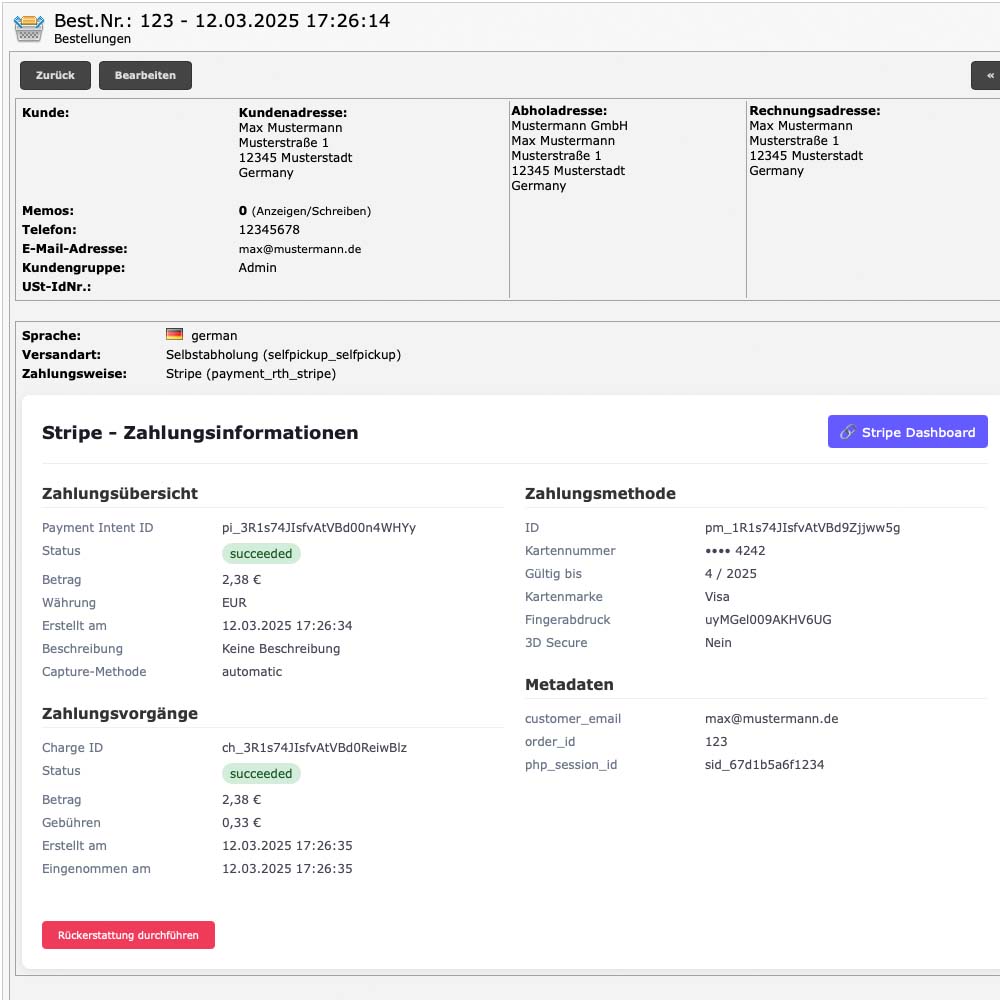 Best.Nr.: 123 - 12.03.2025 17:26:14
Bestellungen
Zurück
Bearbeiten
«
Kunde:
Kundenadresse:
Max Mustermann
Musterstraße 1
12345 Musterstadt
Germany
Abholadresse:
Mustermann GmbH
Max Mustermann
Musterstraße 1
12345 Musterstadt
Germany
Rechnungsadresse:
Max Mustermann
Musterstraße 1
12345 Musterstadt
Germany
Memos: 0 (Anzeigen/Schreiben)
Telefon: 12345678
E-Mail-Adresse: max@mustermann.de
Kundengruppe: Admin
USt-IdNr.:
Sprache: german
Versandart: Selbstabholung (selfpickup_selfpickup)
Zahlungsweise: Stripe (payment_rth_stripe)
Stripe - Zahlungsinformationen
Stripe Dashboard
Zahlungsübersicht
Payment Intent ID pi_3R1s74JIsfvAtVBd00n4WHYy
Status succeeded
Betrag 2,38 €
Währung EUR
Erstellt am 12.03.2025 17:26:34
Beschreibung Keine Beschreibung
Capture-Methode automatic
Zahlungsvorgänge
Charge ID ch_3R1s74JIsfvAtVBd0ReiwBlz
Status succeeded
Betrag 2,38 €
Gebühren 0,33 €
Erstellt am 12.03.2025 17:26:35
Eingenommen am 12.03.2025 17:26:35
Zahlungsmethode
ID pm_1R1s74JIsfvAtVBd9Zjjww5g
Kartennummer •••• 4242
Gültig bis 4 / 2025
Kartenmarke Visa
Fingerabdruck uyMGel009AKHV6UG
3D Secure Nein
Metadaten
customer_email max@mustermann.de
order_id 123
php_session_id sid_67d1b5a6f1234
Rückerstattung durchführen